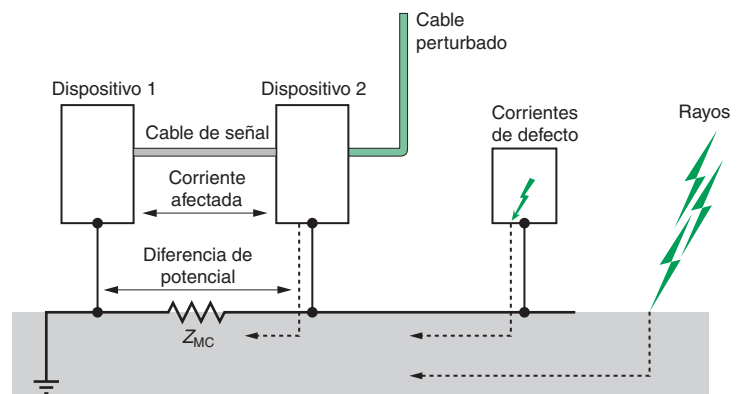 Cable
perturbado
Dispositivo 1
Dispositivo 2
Corrientes
de defecto
Rayos
Cable de señal
Corriente
afectada
Diferencia de
potencial
ZMC